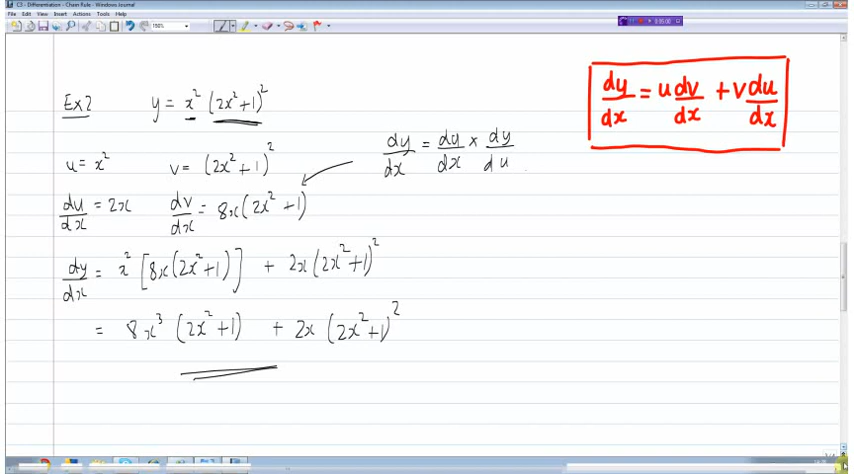 C3 - Differentiation - Chain Rule - Windows Journal
File Edit View Insert Actions Tools Help
150%
Ex 2 y = x² (2x²+1)²
dy/dx = u dv/dx + v du/dx
u = x² v = (2x²+1)²
dy/dx = du/dx × dy/du
du/dx = 2x dv/dx = 8x(2x²+1)
dy/dx = x² [8x(2x²+1)] + 2x(2x²+1)²
= 8x³ (2x²+1) + 2x (2x²+1)²